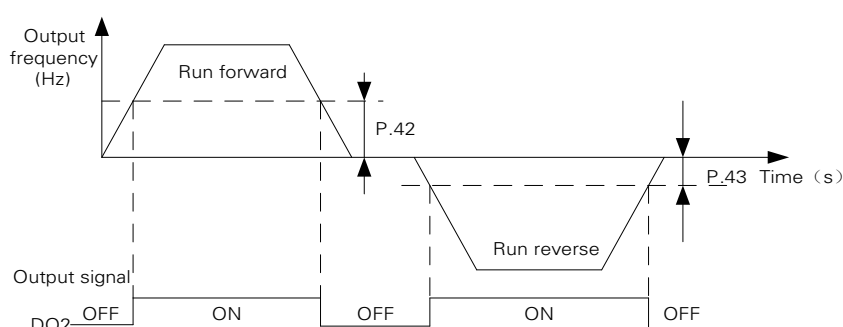 Output
frequency
(Hz)
Run forward
P.42
P.43 Time（s）
Run reverse
Output signal
DO2 OFF ON OFF ON OFF